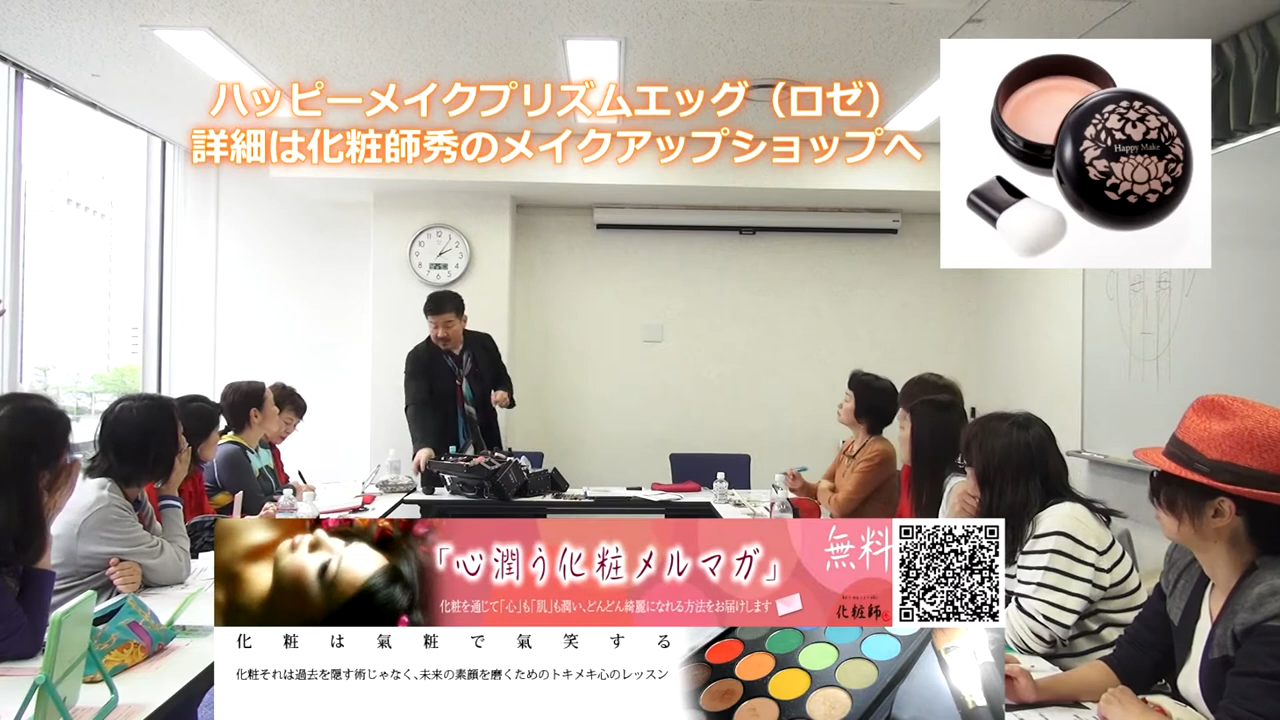 ハッピーメイクプリズムエッグ（ロゼ）
詳細は化粧師秀のメイクアップショップへ
Happy Make
「心潤う化粧メルマガ」
無料
化粧を通じて「心」も「肌」も潤い、どんどん綺麗になれる方法をお届けします
化粧師
化粧は氣粧で氣笑する
化粧それは過去を隠す術じゃなく、未来の素顔を磨くためのトキメキ心のレッスン